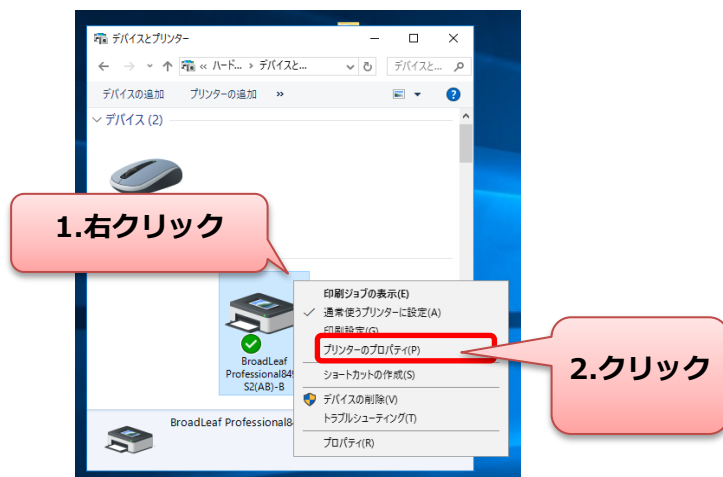 デバイスとプリンター
« ハード... › デバイスと...
デバイスと...
デバイスの追加 プリンターの追加 »
デバイス (2)
1.右クリック
印刷ジョブの表示(E)
通常使うプリンターに設定(A)
印刷設定(G)
プリンターのプロパティ(P)
2.クリック
ショートカットの作成(S)
デバイスの削除(V)
トラブルシューティング(T)
プロパティ(R)
BroadLeaf
Professional849
S2(AB)-B
BroadLeaf Professional8